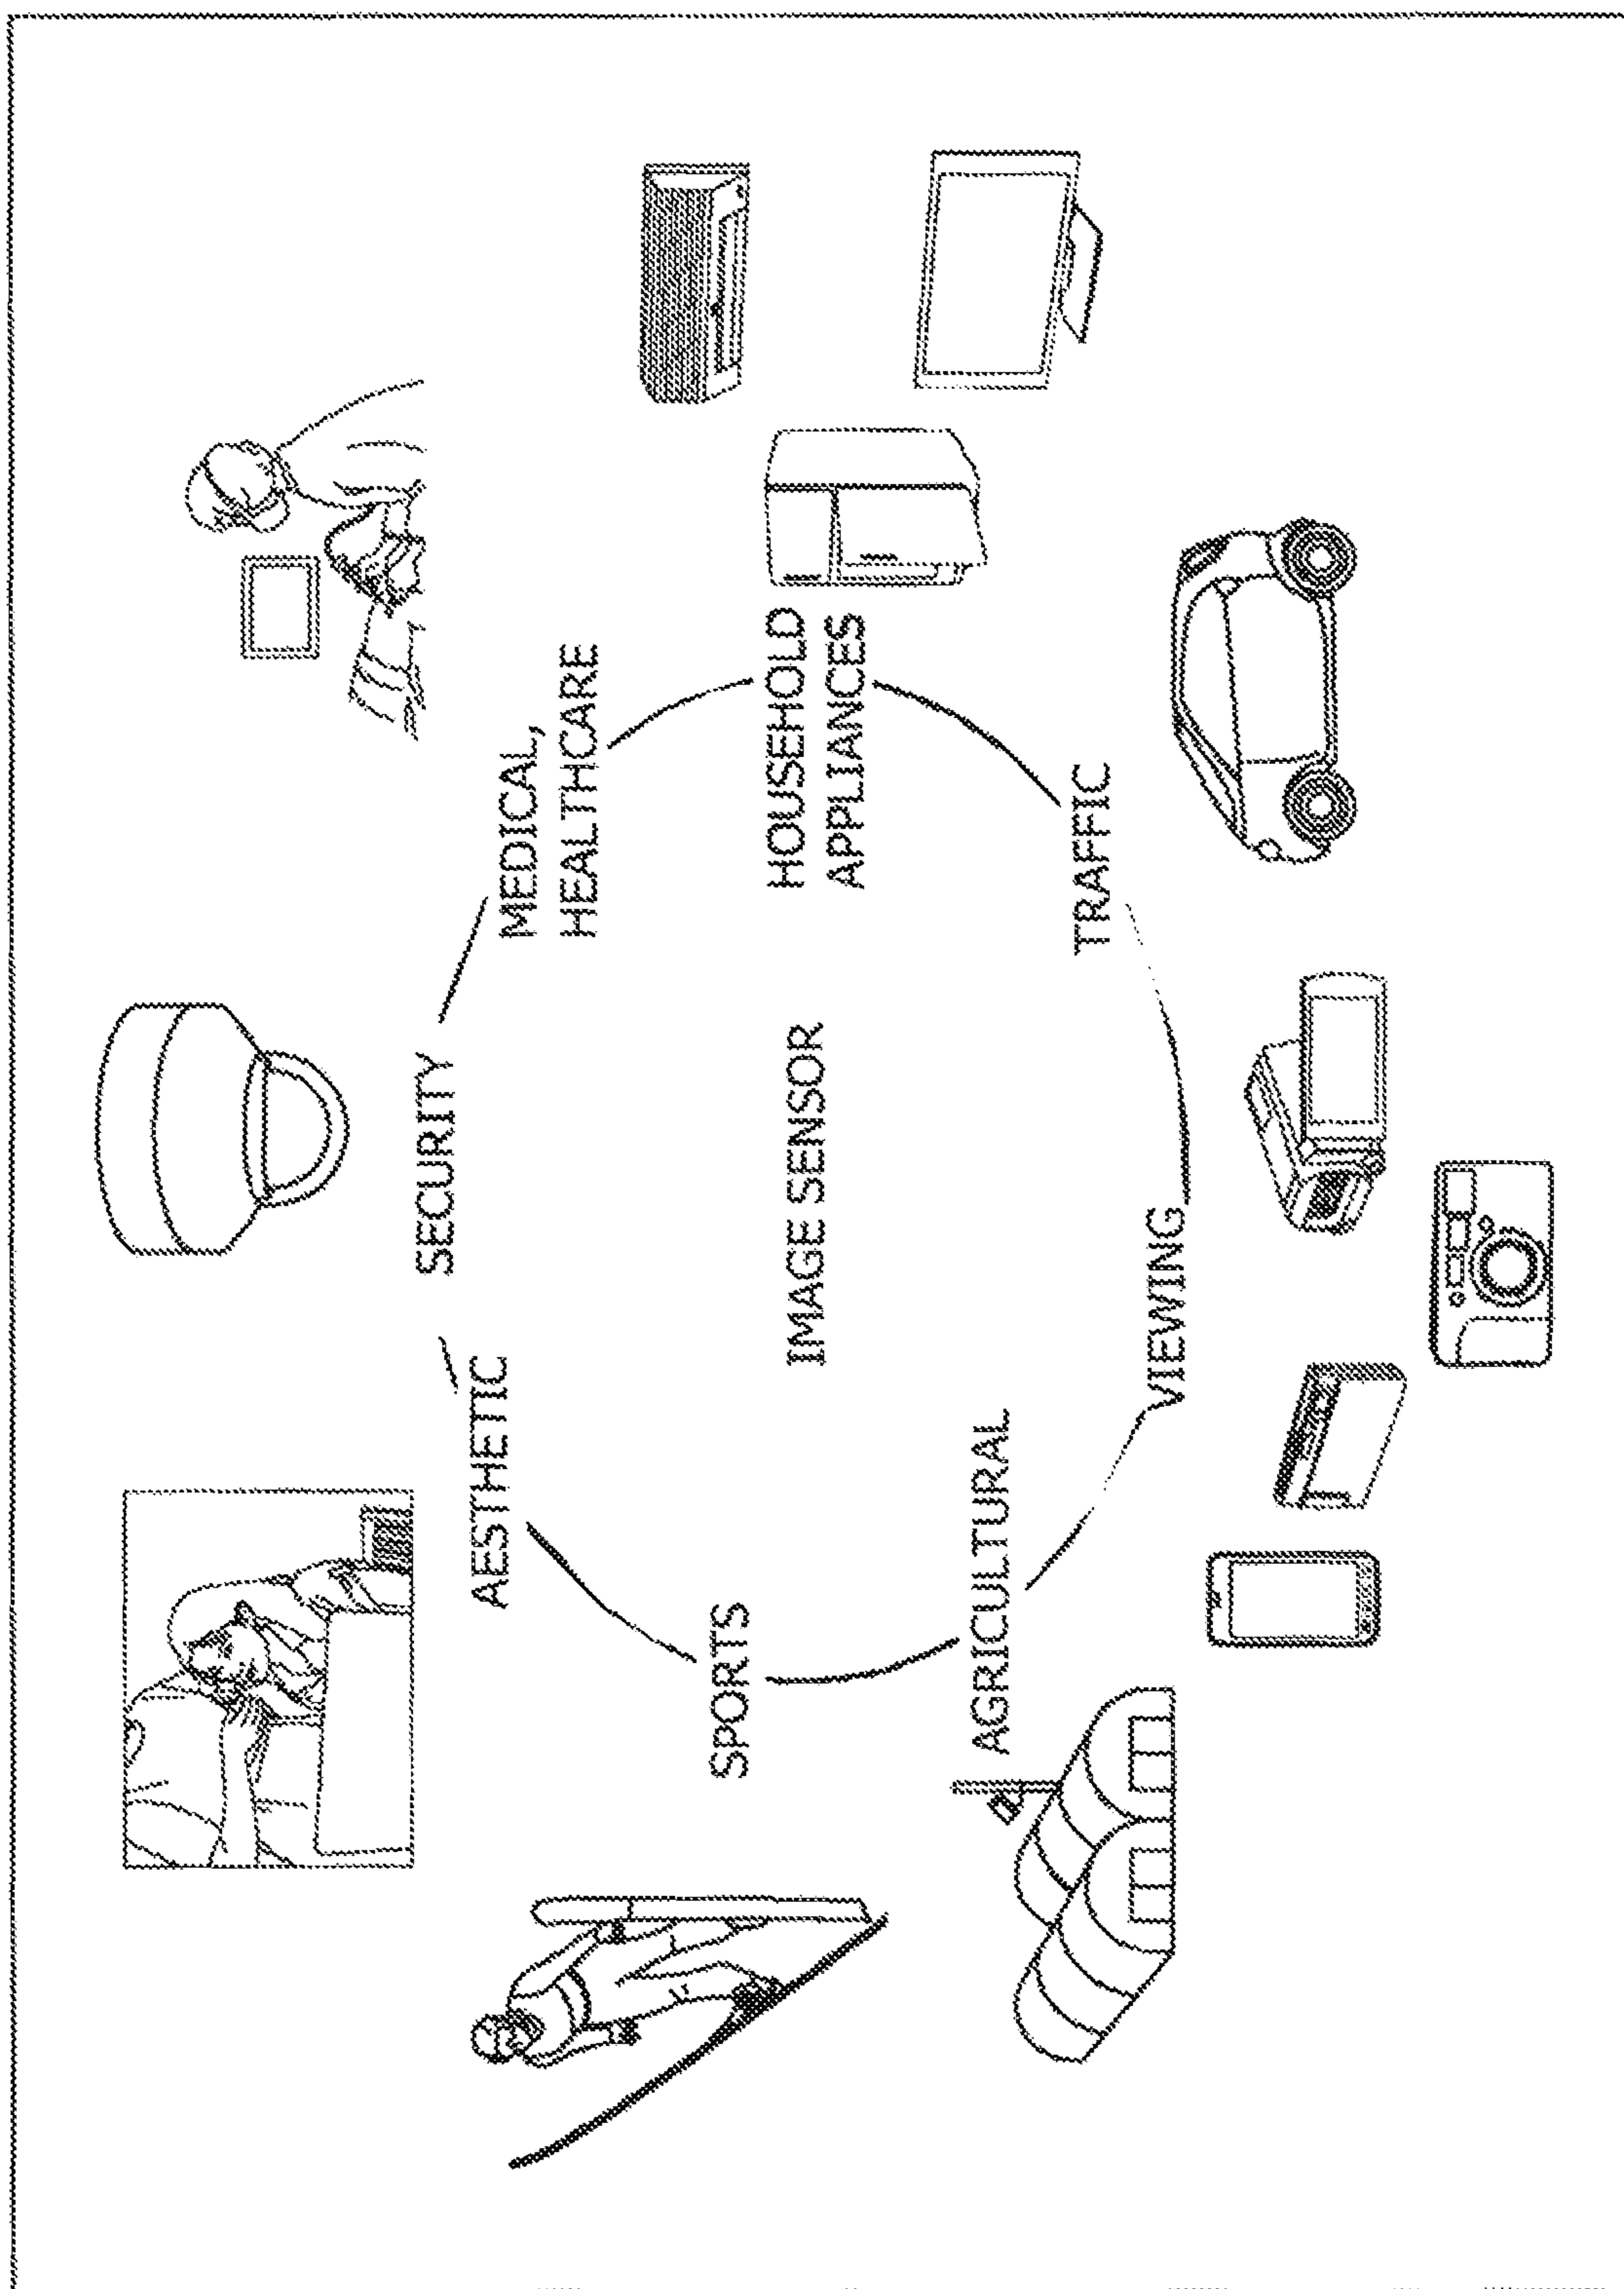 SECURITY
AESTHETIC
MEDICAL,
HEALTHCARE
SPORTS
IMAGE SENSOR
HOUSEHOLD
APPLIANCES
AGRICULTURAL
TRAFFIC
VIEWING